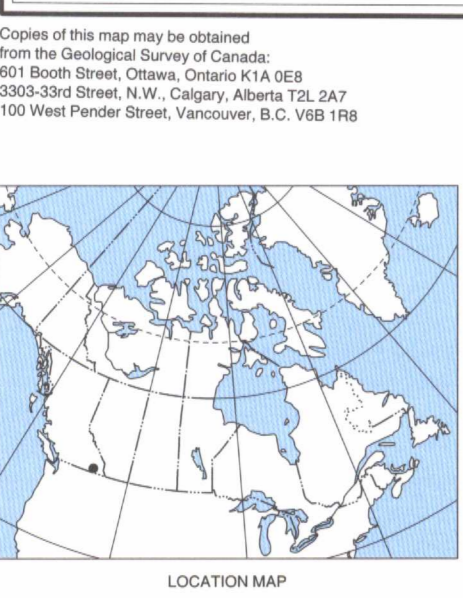 Copies of this map may be obtained
from the Geological Survey of Canada:
601 Booth Street, Ottawa, Ontario K1A 0E8
3303-33rd Street, N.W., Calgary, Alberta T2L 2A7
100 West Pender Street, Vancouver, B.C. V6B 1R8
LOCATION MAP